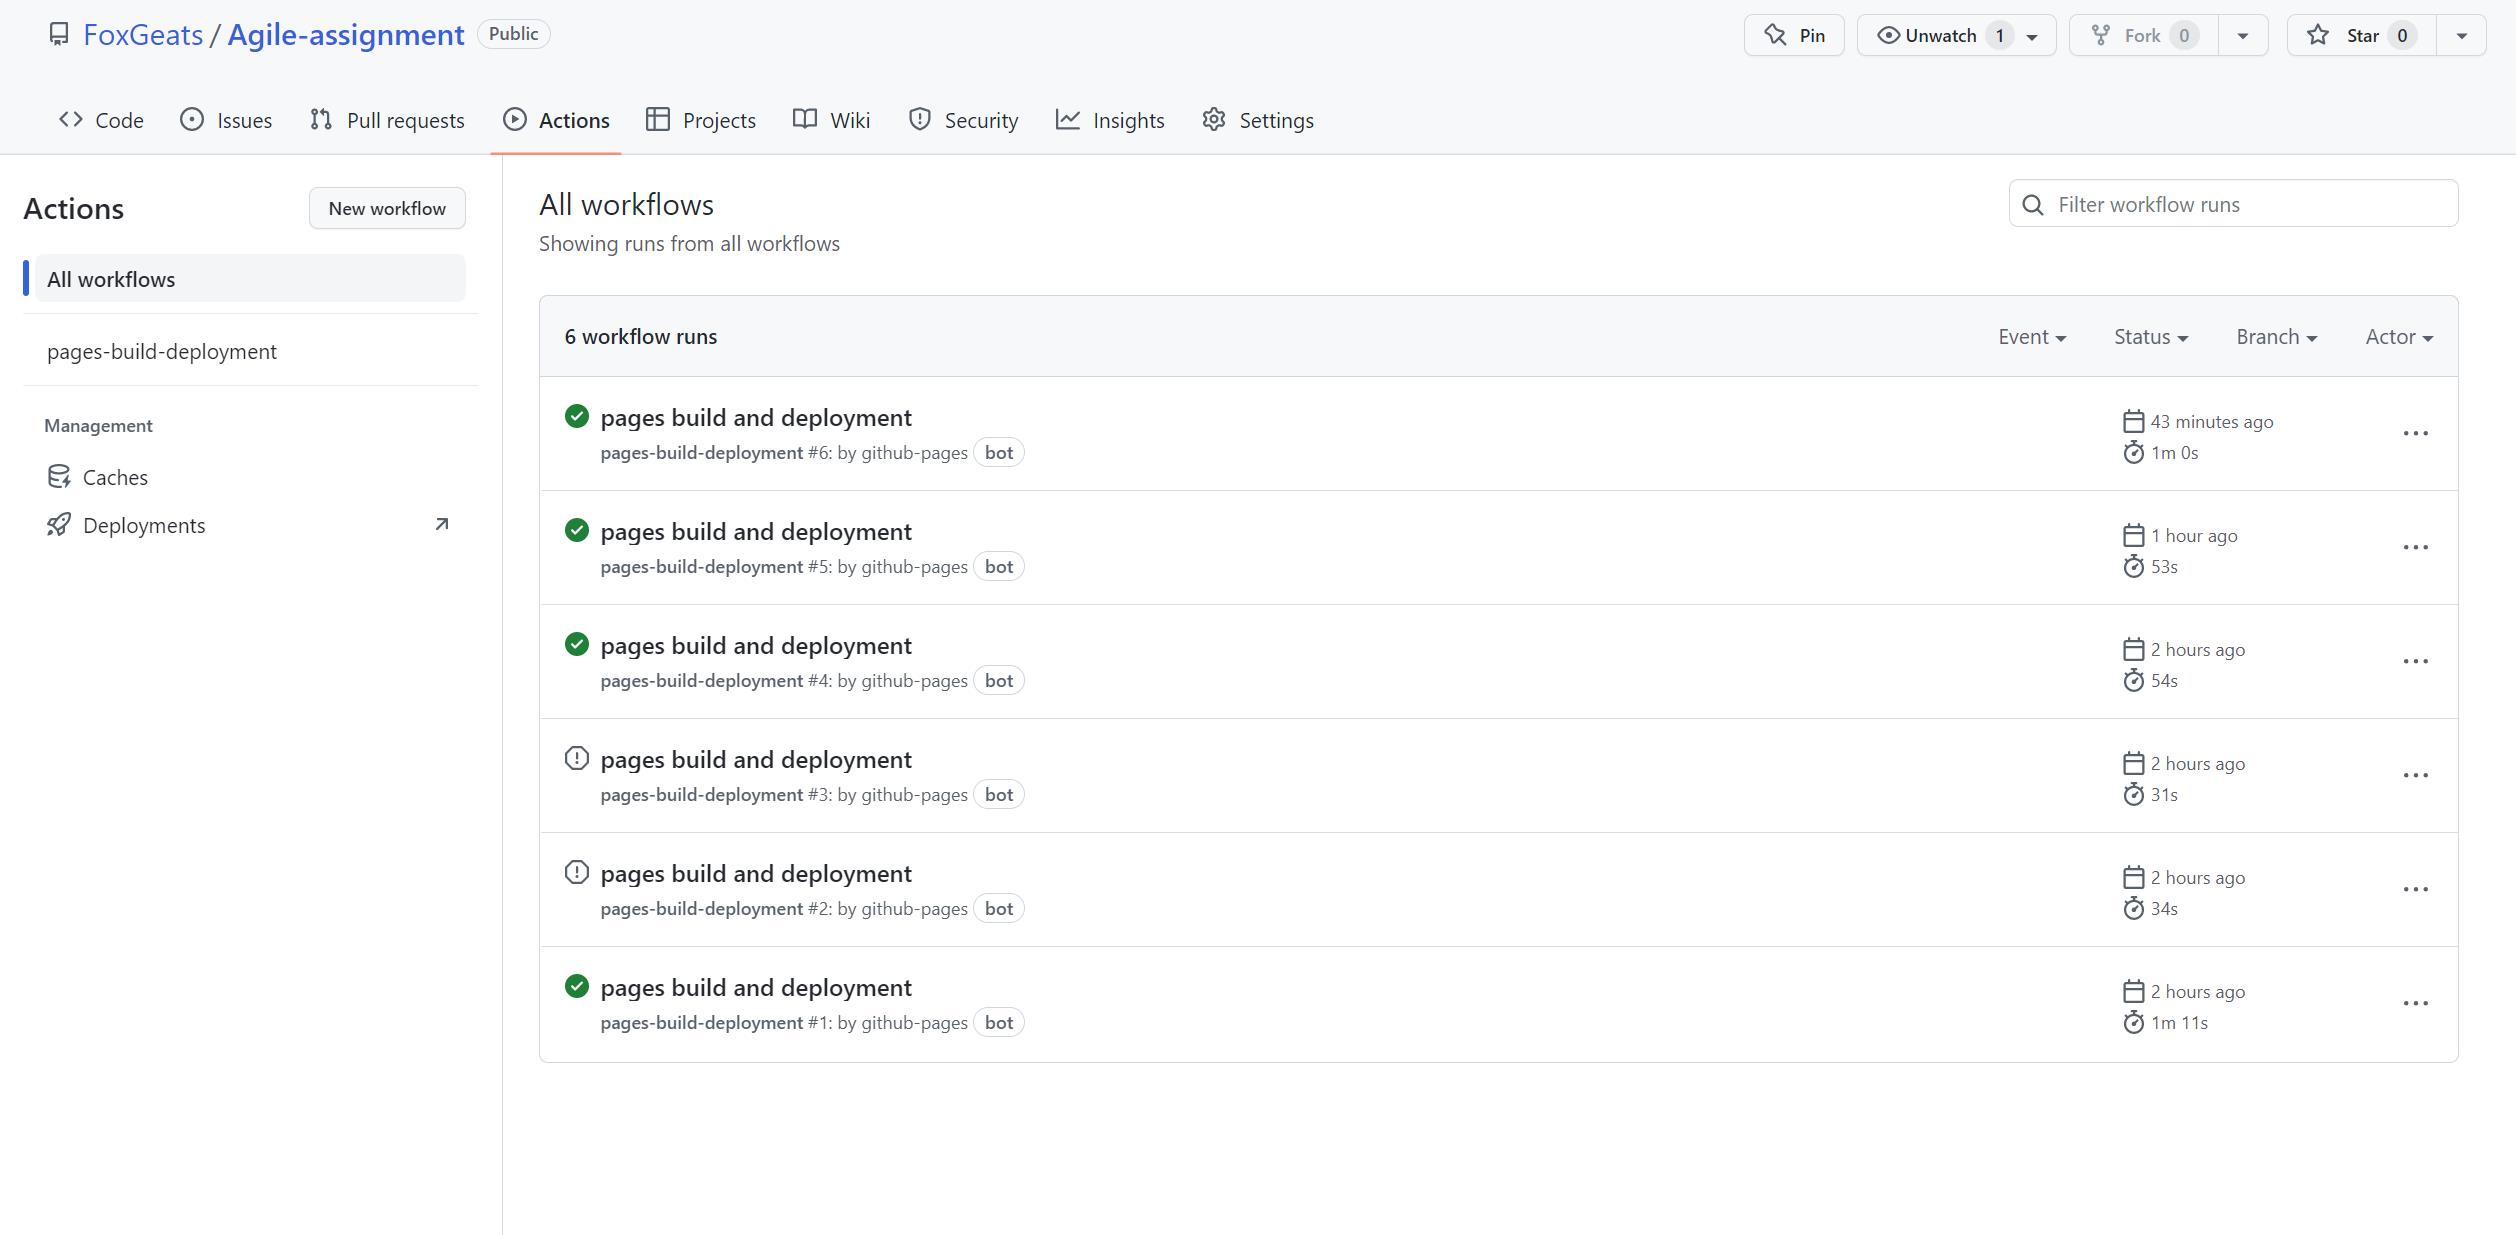 FoxGeats / Agile-assignment Public
Pin Unwatch 1 Fork 0 Star 0
Code Issues Pull requests Actions Projects Wiki Security Insights Settings
Actions New workflow
All workflows
pages-build-deployment
Management
Caches
Deployments
All workflows
Showing runs from all workflows
Filter workflow runs
6 workflow runs Event Status Branch Actor
pages build and deployment
pages-build-deployment #6: by github-pages bot
43 minutes ago
1m 0s
pages build and deployment
pages-build-deployment #5: by github-pages bot
1 hour ago
53s
pages build and deployment
pages-build-deployment #4: by github-pages bot
2 hours ago
54s
pages build and deployment
pages-build-deployment #3: by github-pages bot
2 hours ago
31s
pages build and deployment
pages-build-deployment #2: by github-pages bot
2 hours ago
34s
pages build and deployment
pages-build-deployment #1: by github-pages bot
2 hours ago
1m 11s